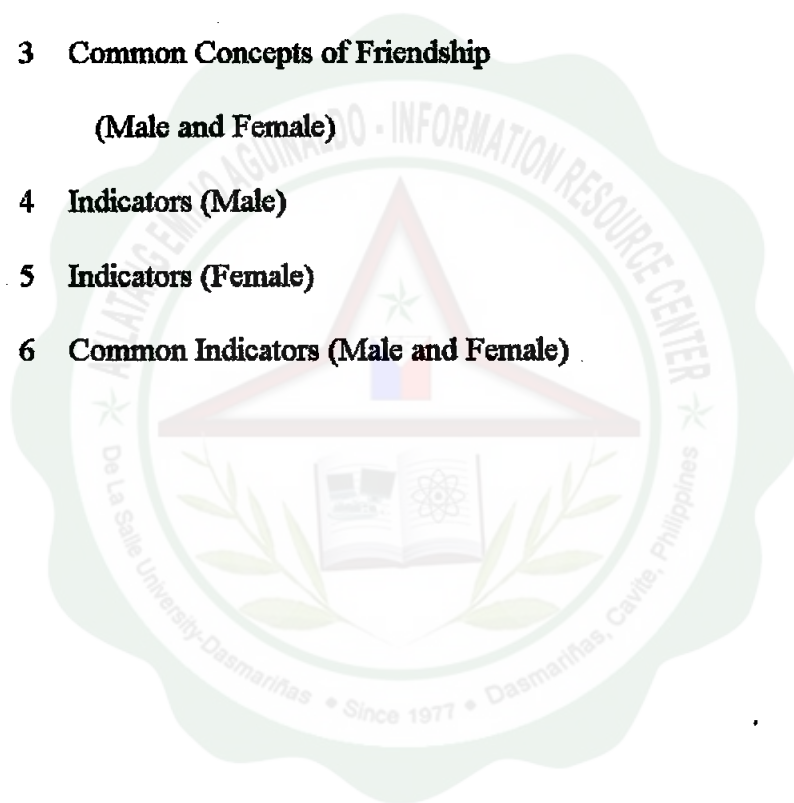 3 Common Concepts of Friendship
(Male and Female)
4 Indicators (Male)
5 Indicators (Female)
6 Common Indicators (Male and Female)
AKLATANG EMILIO AGUINALDO - INFORMATION RESOURCE CENTER
De La Salle University-Dasmariñas • Since 1977 • Dasmariñas, Cavite, Philippines